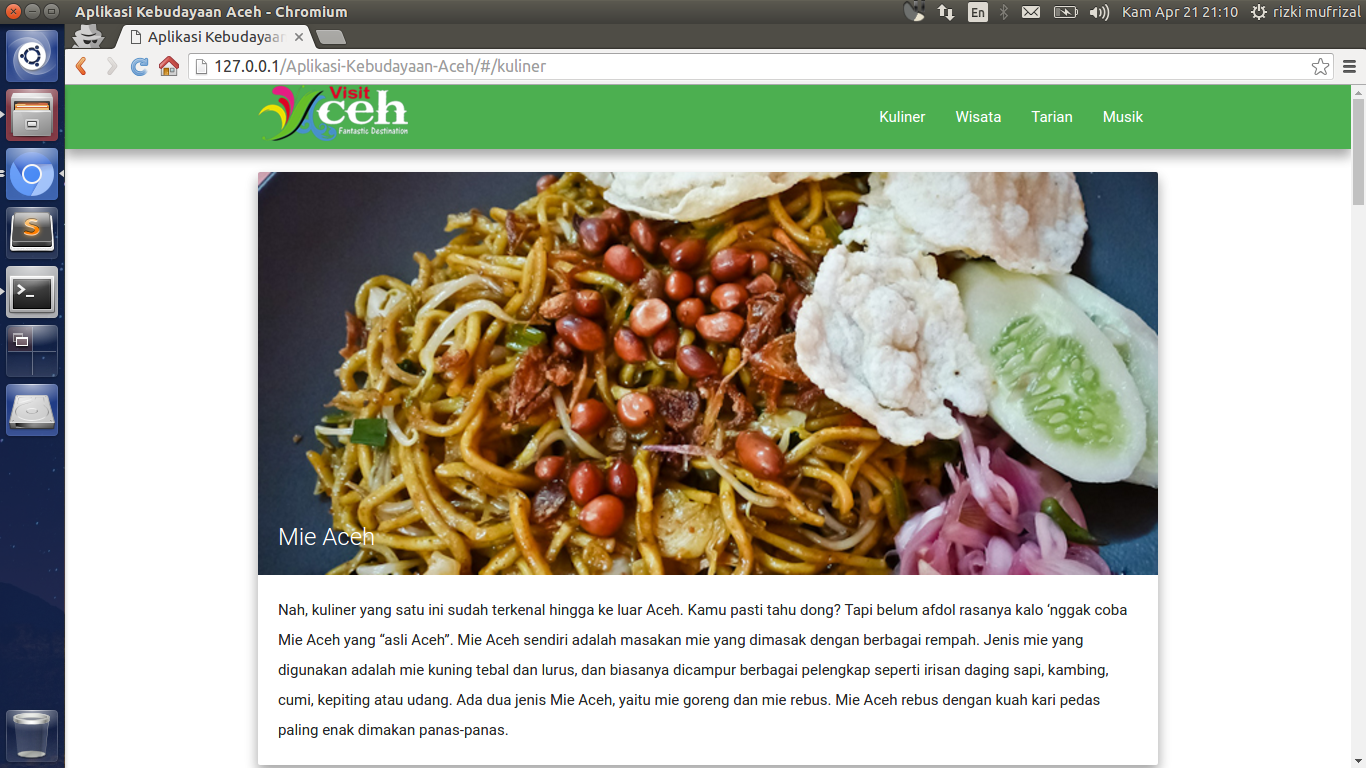 Aplikasi Kebudayaan Aceh - Chromium
En
Kam Apr 21 21:10
rizki mufrizal
Aplikasi Kebudayaan
127.0.0.1/Aplikasi-Kebudayaan-Aceh/#/kuliner
Visit
Aceh
Fantastic Destination
Kuliner
Wisata
Tarian
Musik
Mie Aceh
Nah, kuliner yang satu ini sudah terkenal hingga ke luar Aceh. Kamu pasti tahu dong? Tapi belum afdol rasanya kalo ‘nggak coba
Mie Aceh yang “asli Aceh”. Mie Aceh sendiri adalah masakan mie yang dimasak dengan berbagai rempah. Jenis mie yang
digunakan adalah mie kuning tebal dan lurus, dan biasanya dicampur berbagai pelengkap seperti irisan daging sapi, kambing,
cumi, kepiting atau udang. Ada dua jenis Mie Aceh, yaitu mie goreng dan mie rebus. Mie Aceh rebus dengan kuah kari pedas
paling enak dimakan panas-panas.